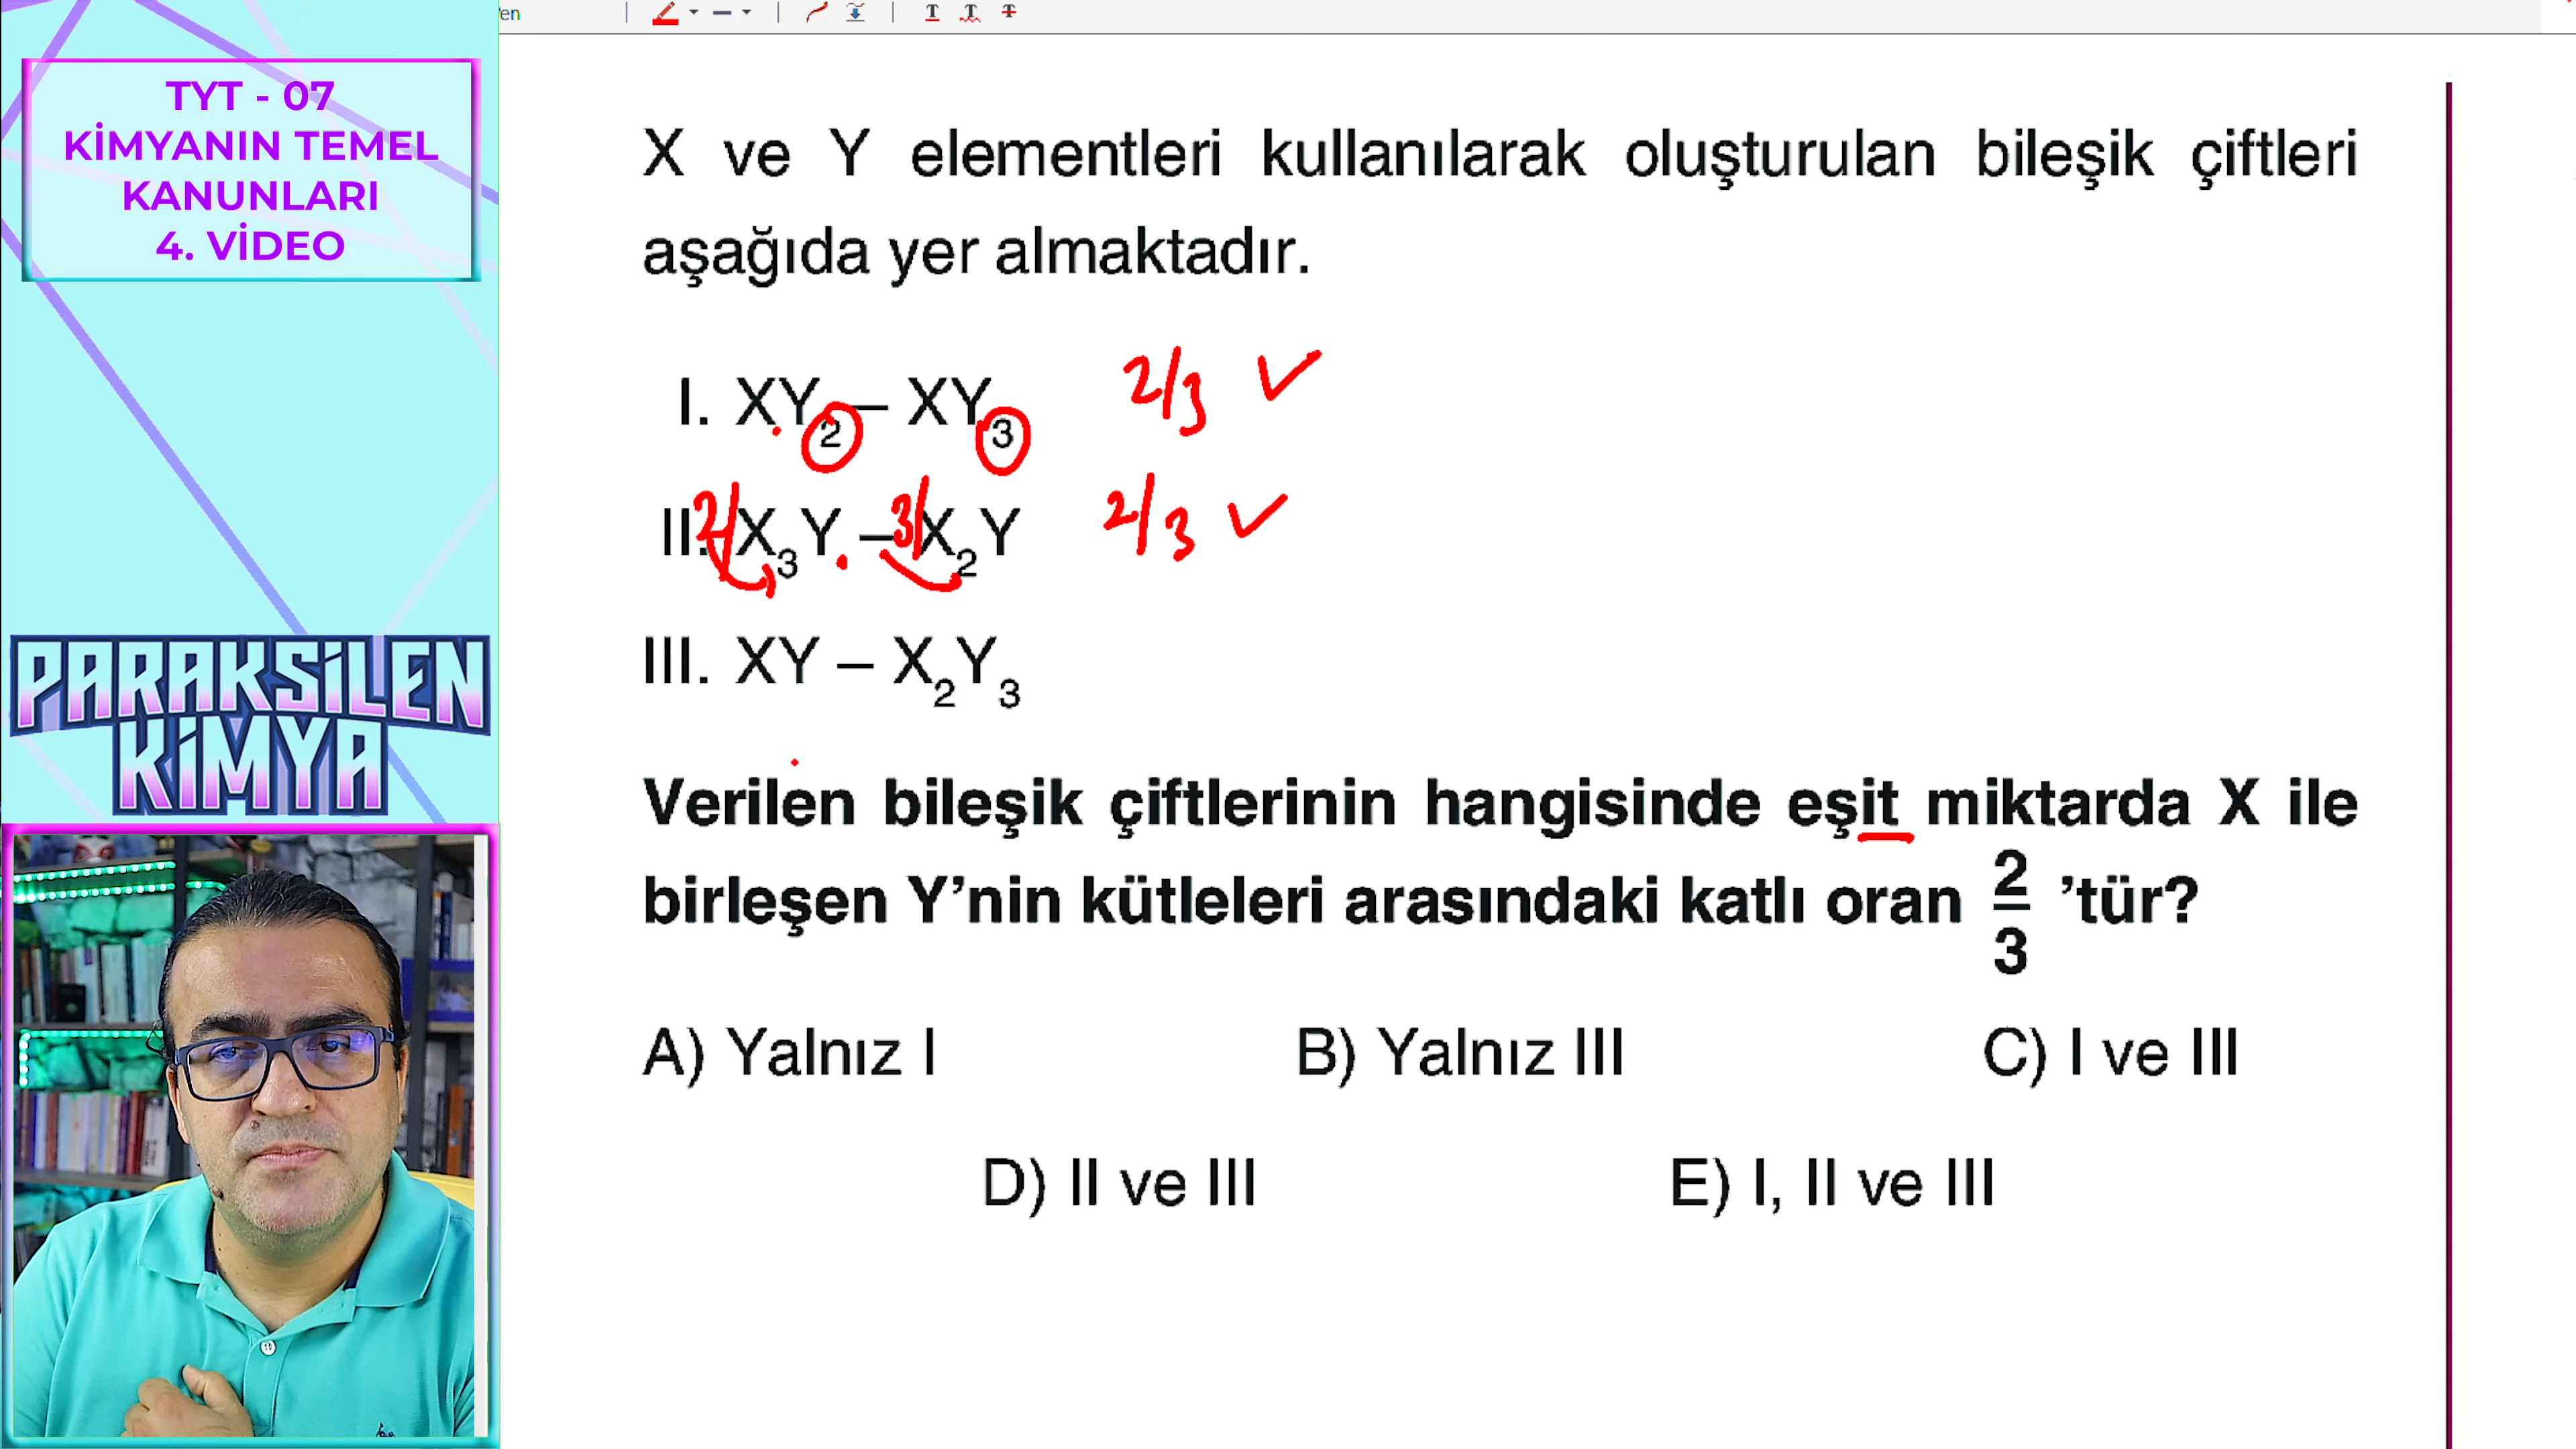 en
TYT - 07
KİMYANIN TEMEL
KANUNLARI
4. VİDEO
PARAKSİLEN
KİMYA
X ve Y elementleri kullanılarak oluşturulan bileşik çiftleri
aşağıda yer almaktadır.
I. XY₂ – XY₃ 2/3 ✓
II. 2/ X₃Y – 3/ X₂Y 2/3 ✓
III. XY – X₂Y₃
Verilen bileşik çiftlerinin hangisinde eşit miktarda X ile
birleşen Y’nin kütleleri arasındaki katlı oran 2/3 ’tür?
A) Yalnız I B) Yalnız III C) I ve III
D) II ve III E) I, II ve III